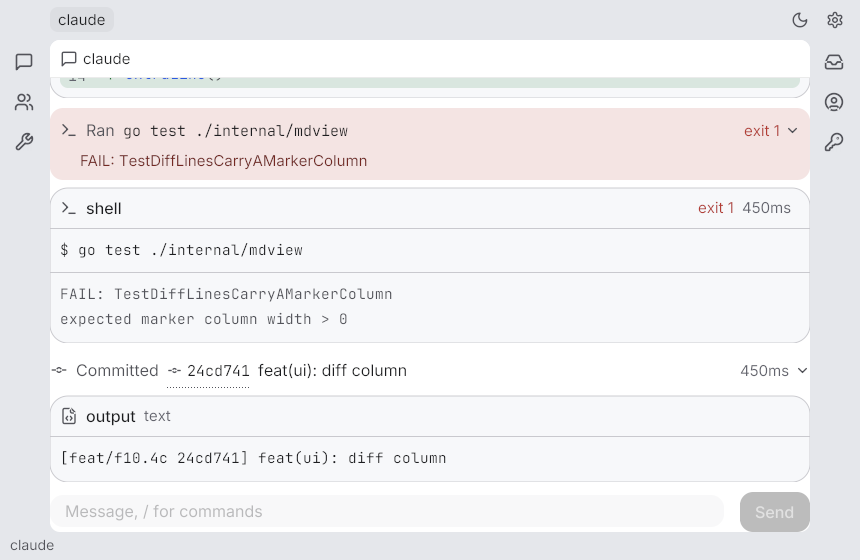 claude
claude
Ran go test ./internal/mdview
exit 1
FAIL: TestDiffLinesCarryAMarkerColumn
shell
exit 1 450ms
$ go test ./internal/mdview
FAIL: TestDiffLinesCarryAMarkerColumn
expected marker column width > 0
Committed 24cd741 feat(ui): diff column
450ms
output text
[feat/f10.4c 24cd741] feat(ui): diff column
Message, / for commands
Send
claude